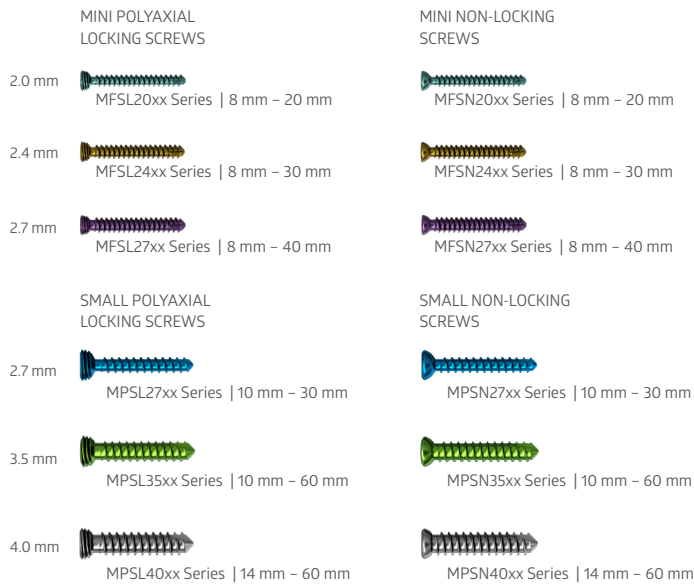 MINI POLYAXIAL
LOCKING SCREWS
MINI NON-LOCKING
SCREWS
2.0 mm
MFSL20xx Series | 8 mm – 20 mm
MFSN20xx Series | 8 mm – 20 mm
2.4 mm
MFSL24xx Series | 8 mm – 30 mm
MFSN24xx Series | 8 mm – 30 mm
2.7 mm
MFSL27xx Series | 8 mm – 40 mm
MFSN27xx Series | 8 mm – 40 mm
SMALL POLYAXIAL
LOCKING SCREWS
SMALL NON-LOCKING
SCREWS
2.7 mm
MPSL27xx Series | 10 mm – 30 mm
MPSN27xx Series | 10 mm – 30 mm
3.5 mm
MPSL35xx Series | 10 mm – 60 mm
MPSN35xx Series | 10 mm – 60 mm
4.0 mm
MPSL40xx Series | 14 mm – 60 mm
MPSN40xx Series | 14 mm – 60 mm